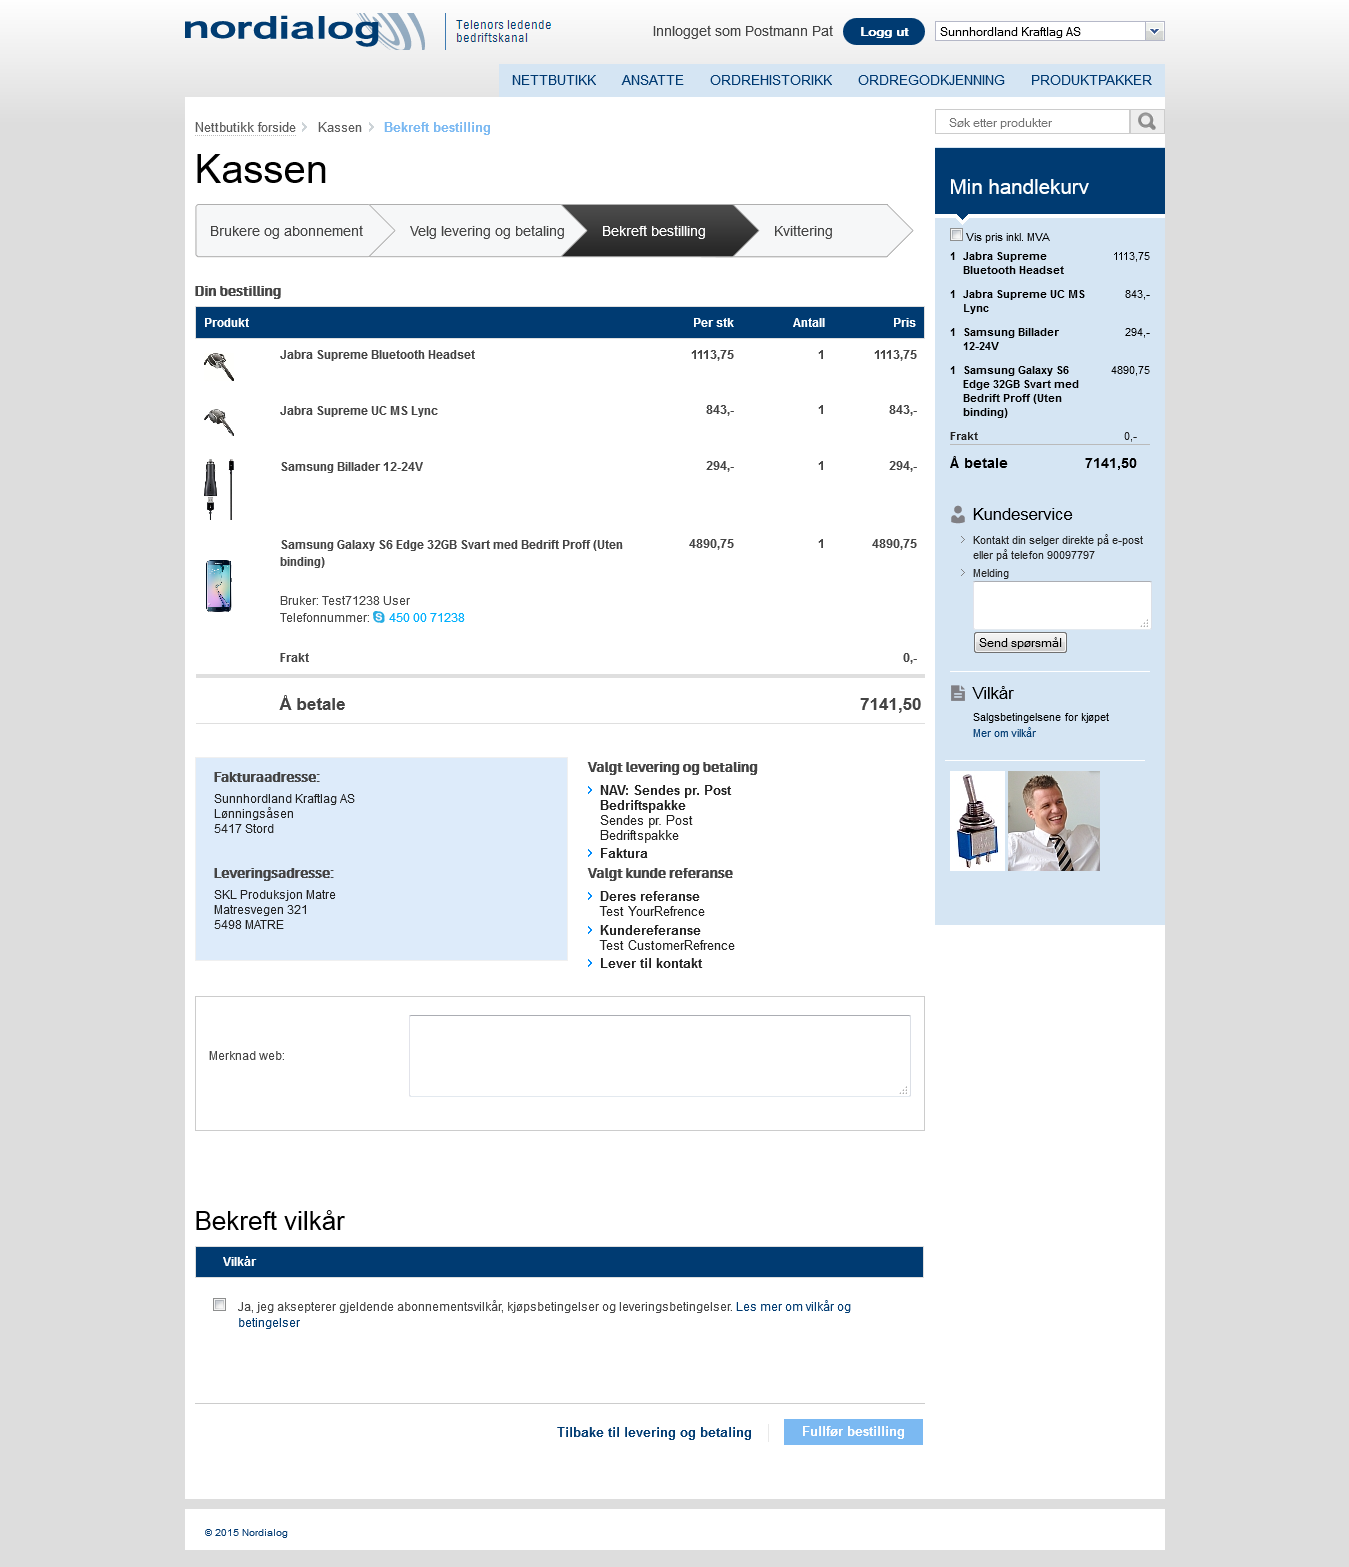 nordialog
Telenors ledende
bedriftskanal
Innlogget som Postmann Pat
Logg ut
Sunnhordland Kraftlag AS
NETTBUTIKK ANSATTE ORDREHISTORIKK ORDREGODKJENNING PRODUKTPAKKER
Nettbutikk forside Kassen Bekreft bestilling
Kassen
Brukere og abonnement Velg levering og betaling Bekreft bestilling Kvittering
Din bestilling
Produkt Per stk Antall Pris
Jabra Supreme Bluetooth Headset 1113,75 1 1113,75
Jabra Supreme UC MS Lync 843,- 1 843,-
Samsung Billader 12-24V 294,- 1 294,-
Samsung Galaxy S6 Edge 32GB Svart med Bedrift Proff (Uten 4890,75 1 4890,75
binding)
Bruker: Test71238 User
Telefonnummer: 450 00 71238
Frakt 0,-
Å betale 7141,50
Fakturaadresse:
Sunnhordland Kraftlag AS
Lønningsåsen
5417 Stord
Leveringsadresse:
SKL Produksjon Matre
Matresvegen 321
5498 MATRE
Valgt levering og betaling
NAV: Sendes pr. Post
Bedriftspakke
Sendes pr. Post
Bedriftspakke
Faktura
Valgt kunde referanse
Deres referanse
Test YourRefrence
Kundereferanse
Test CustomerRefrence
Lever til kontakt
Merknad web:
Bekreft vilkår
Vilkår
Ja, jeg aksepterer gjeldende abonnementsvilkår, kjøpsbetingelser og leveringsbetingelser. Les mer om vilkår og
betingelser
Tilbake til levering og betaling
Fullfør bestilling
Søk etter produkter
Min handlekurv
Vis pris inkl. MVA
1 Jabra Supreme 1113,75
Bluetooth Headset
1 Jabra Supreme UC MS 843,-
Lync
1 Samsung Billader 294,-
12-24V
1 Samsung Galaxy S6 4890,75
Edge 32GB Svart med
Bedrift Proff (Uten
binding)
Frakt 0,-
Å betale 7141,50
Kundeservice
Kontakt din selger direkte på e-post
eller på telefon 90097797
Melding
Send spørsmål
Vilkår
Salgsbetingelsene for kjøpet
Mer om vilkår
© 2015 Nordialog